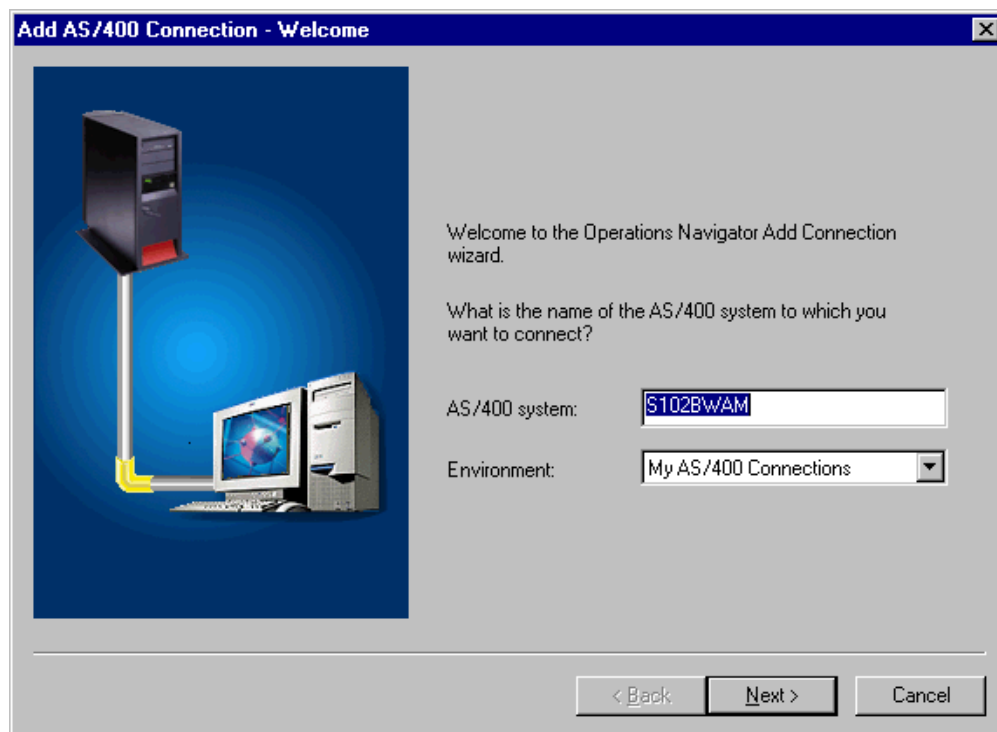 Add AS/400 Connection - Welcome
Welcome to the Operations Navigator Add Connection
wizard.
What is the name of the AS/400 system to which you
want to connect?
AS/400 system:
S102BWAM
Environment:
My AS/400 Connections
< Back
Next >
Cancel